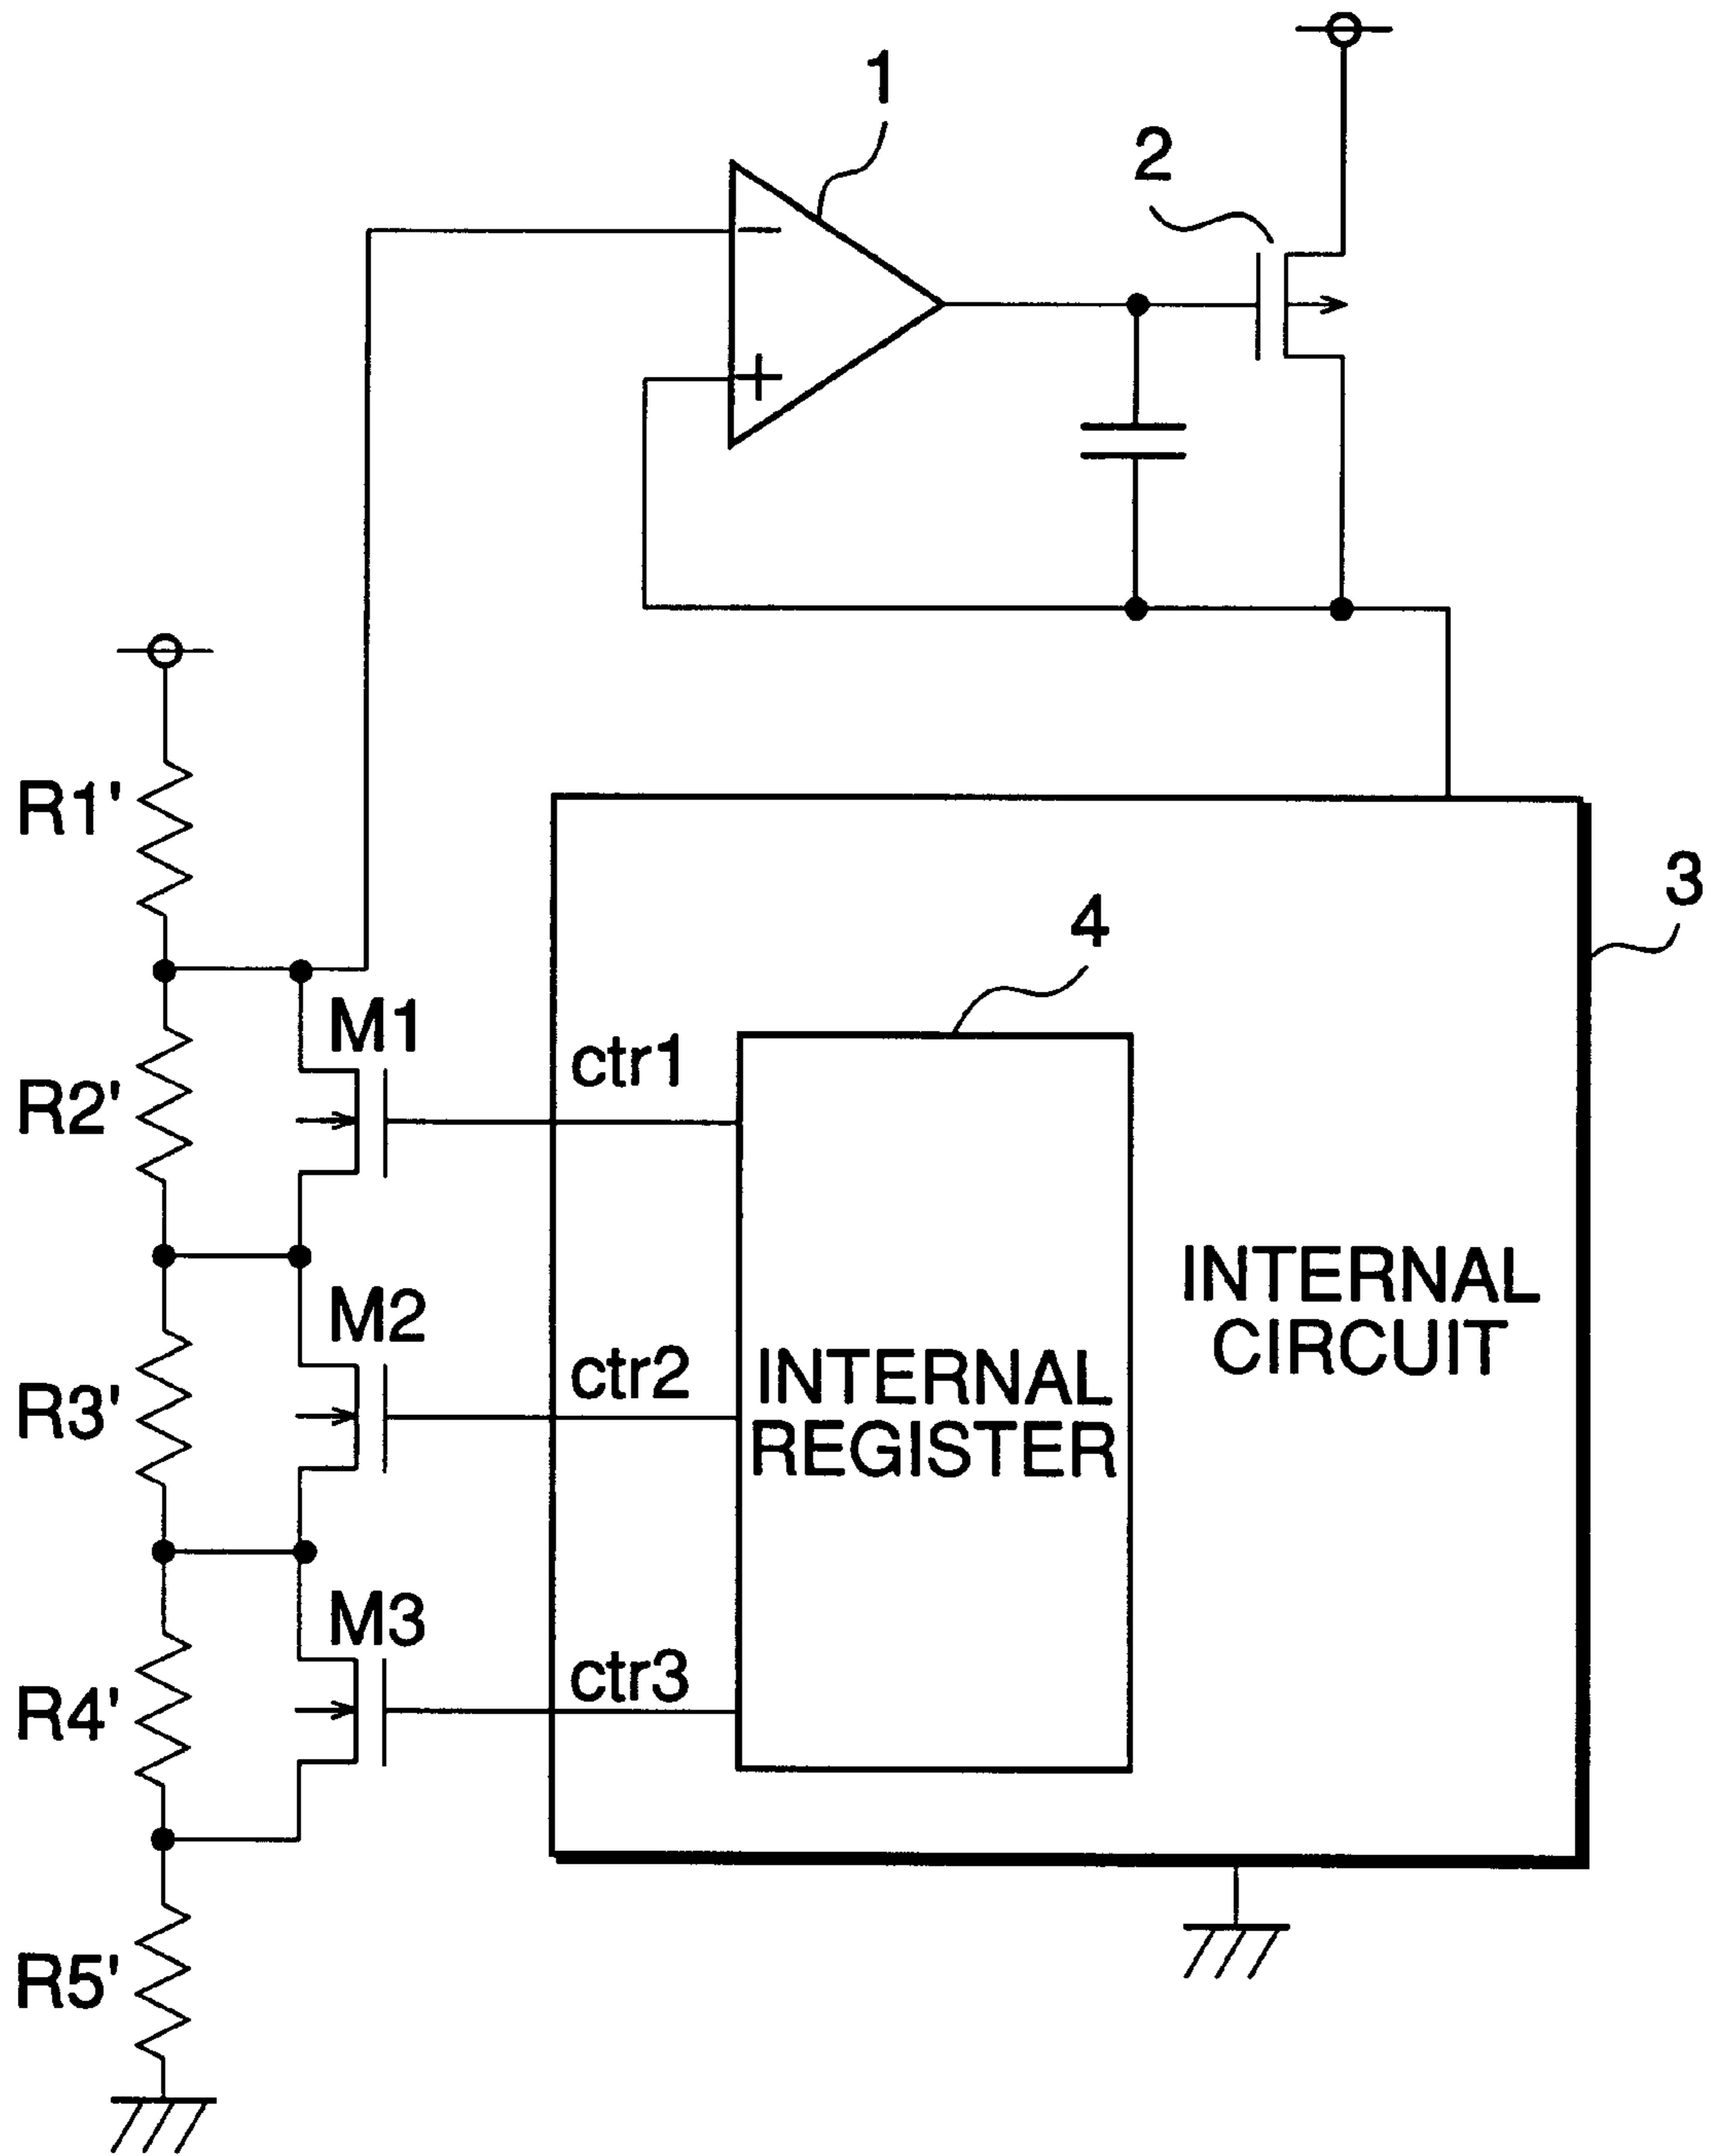 1
2
R1'
3
4
M1
ctr1
R2'
INTERNAL
CIRCUIT
M2
ctr2
INTERNAL
REGISTER
R3'
M3
ctr3
R4'
R5'